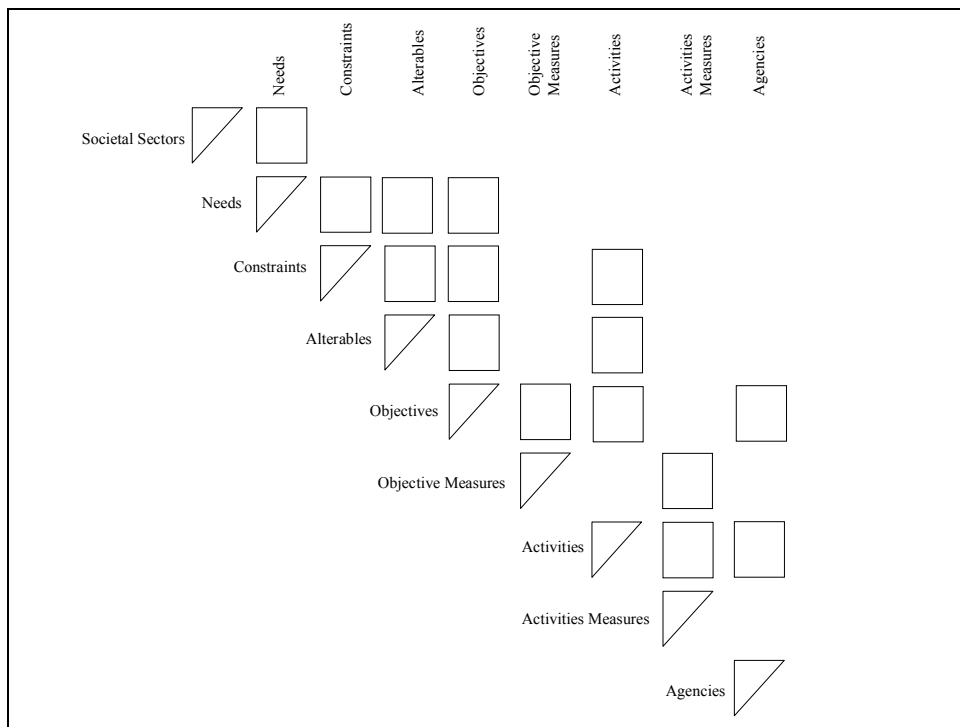 Needs
Constraints
Alterables
Objectives
Objective
Measures
Activities
Activities
Measures
Agencies
Societal Sectors
Needs
Constraints
Alterables
Objectives
Objective Measures
Activities
Activities Measures
Agencies